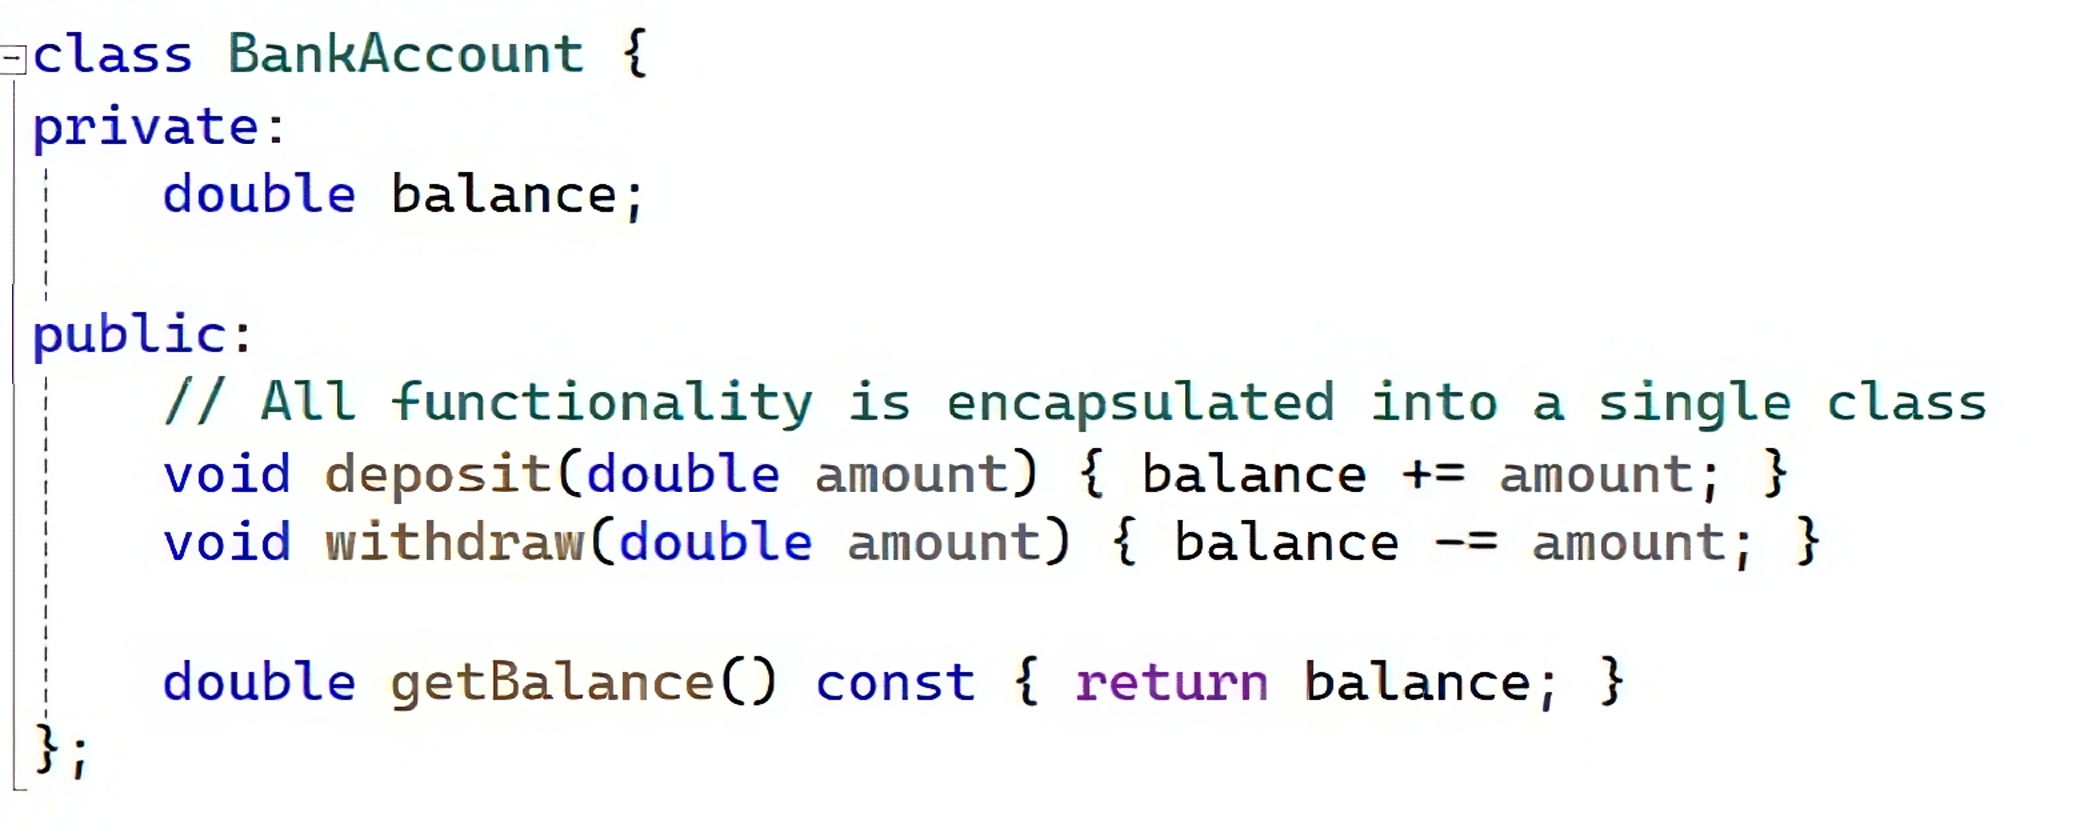 class BankAccount {
private:
    double balance;

public:
    // All functionality is encapsulated into a single class
    void deposit(double amount) { balance += amount; }
    void withdraw(double amount) { balance -= amount; }

    double getBalance() const { return balance; }
};